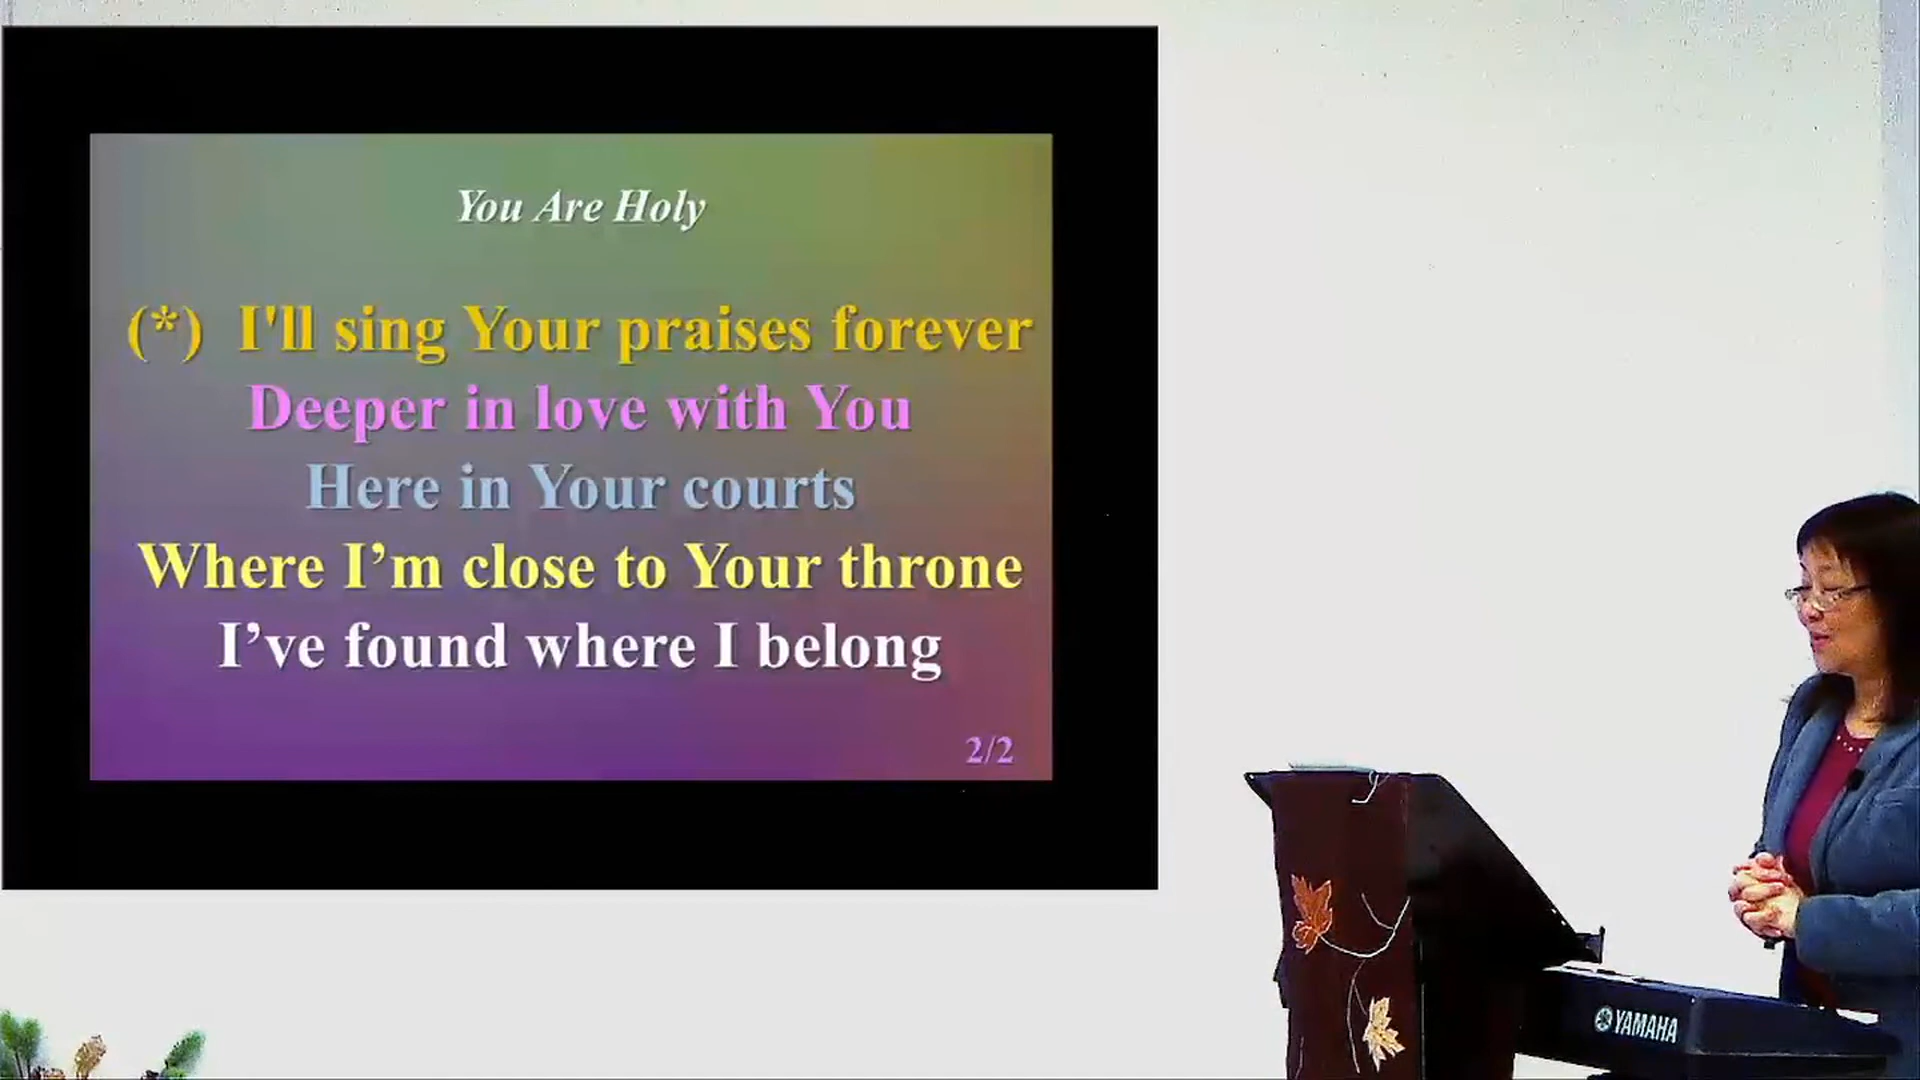 You Are Holy
(*) I'll sing Your praises forever
Deeper in love with You
Here in Your courts
Where I’m close to Your throne
I’ve found where I belong
2/2
YAMAHA